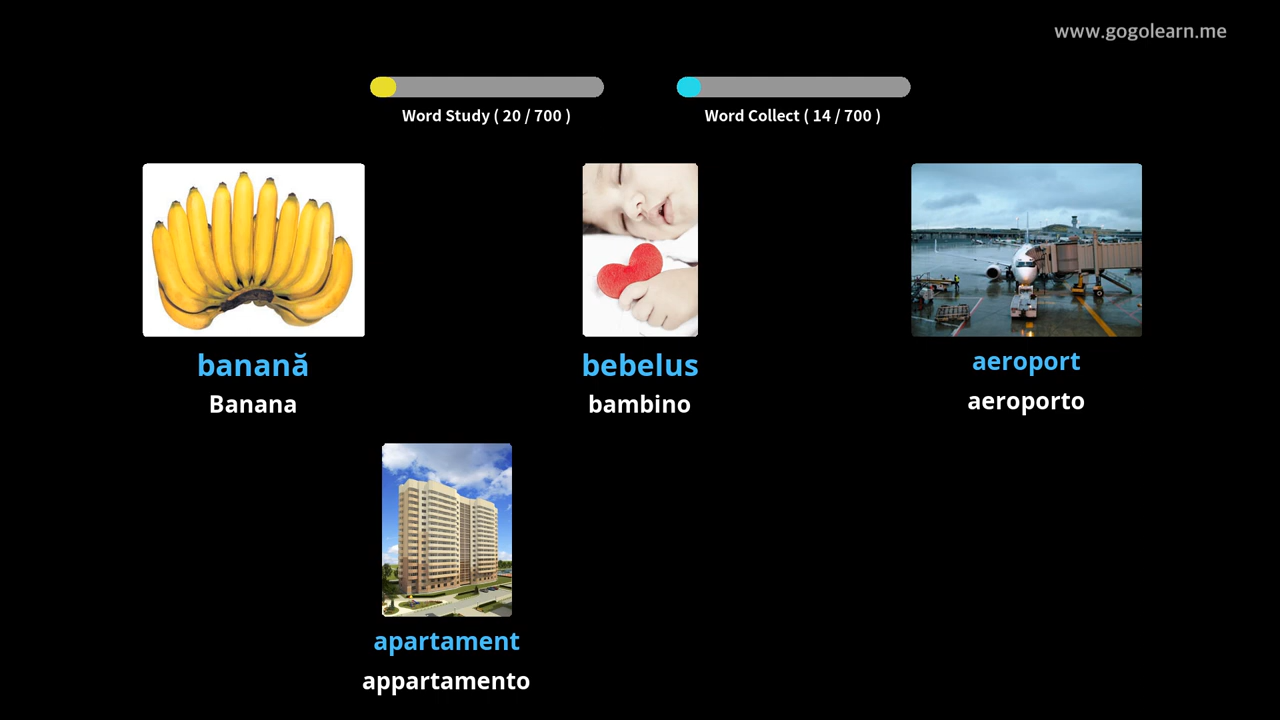 www.gogolearn.me
Word Study ( 20 / 700 )
Word Collect ( 14 / 700 )
banană
Banana
bebelus
bambino
aeroport
aeroporto
apartament
appartamento